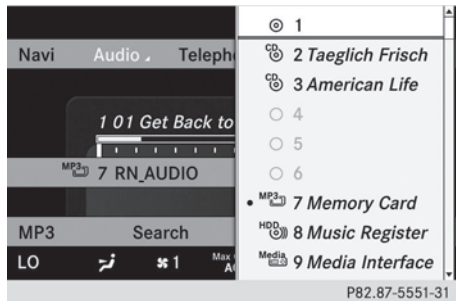 1
Navi Audio Teleph
CD 2 Taeglich Frisch
CD 3 American Life
1 01 Get Back to
4
5
6
MP3 7 RN_AUDIO
MP3 7 Memory Card
MP3 Search
HDD 8 Music Register
LO 1 Max A
Media 9 Media Interface
P82.87-5551-31